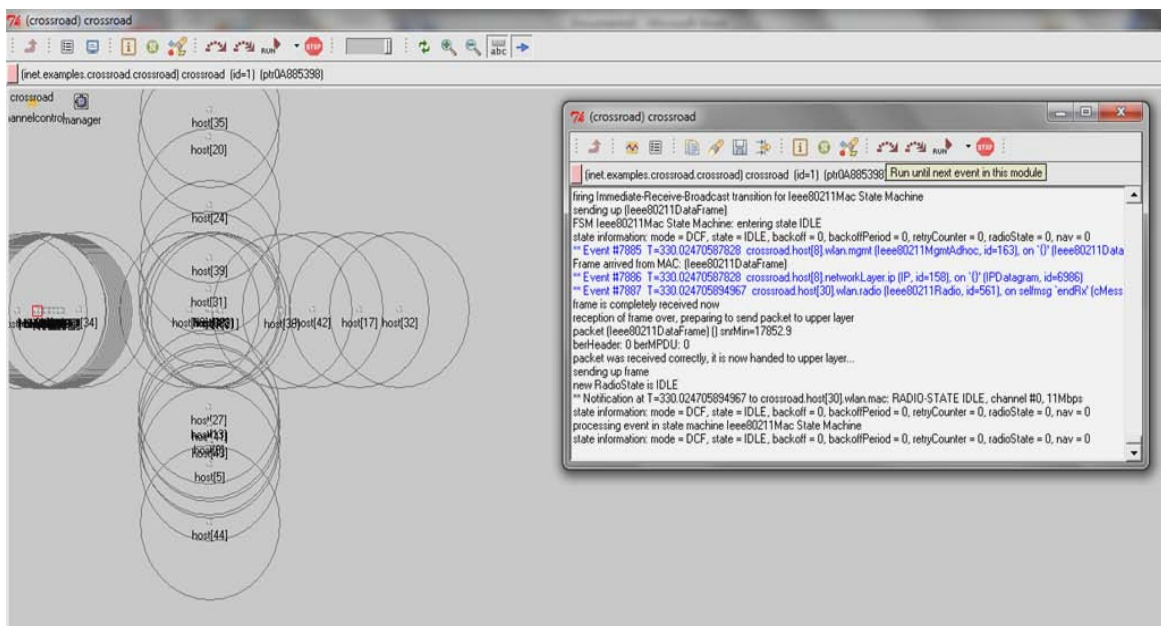 (crossroad) crossroad
STOP
abc
(inet.examples.crossroad.crossroad) crossroad (id=1) (ptr0A885398)
crossroad
annelcontrol
manager
host[35]
host[20]
host[24]
host[39]
host[31]
host[34]
host[42]
host[17]
host[32]
host[27]
host[5]
host[44]
(crossroad) crossroad
RUN
STOP
(inet.examples.crossroad.crossroad) crossroad (id=1) (ptr0A885398
Run until next event in this module
firing Immediate-Receive-Broadcast transition for Ieee80211Mac State Machine
sending up (Ieee80211DataFrame)
FSM Ieee80211Mac State Machine: entering state IDLE
state information: mode = DCF, state = IDLE, backoff = 0, backoffPeriod = 0, retryCounter = 0, radioState = 0, nav = 0
** Event #7885 T=330.02470587828 crossroad.host[8].wlan.mgmt (Ieee80211MgmtAdhoc, id=163), on `{}' (Ieee80211Data
Frame arrived from MAC: (Ieee80211DataFrame)
** Event #7886 T=330.02470587828 crossroad.host[8].networkLayer.ip (IP, id=158), on `{}' (IPDatagram, id=6986)
** Event #7887 T=330.024705894967 crossroad.host[30].wlan.radio (Ieee80211Radio, id=561), on selfmsg `endRx' (cMess
frame is completely received now
reception of frame over, preparing to send packet to upper layer
packet (Ieee80211DataFrame) () snrMin=17852.9
berHeader: 0 berMPDU: 0
packet was received correctly, it is now handed to upper layer...
sending up frame
new RadioState is IDLE
** Notification at T=330.024705894967 to crossroad.host[30].wlan.mac: RADIO-STATE IDLE, channel #0, 11Mbps
state information: mode = DCF, state = IDLE, backoff = 0, backoffPeriod = 0, retryCounter = 0, radioState = 0, nav = 0
processing event in state machine Ieee80211Mac State Machine
state information: mode = DCF, state = IDLE, backoff = 0, backoffPeriod = 0, retryCounter = 0, radioState = 0, nav = 0